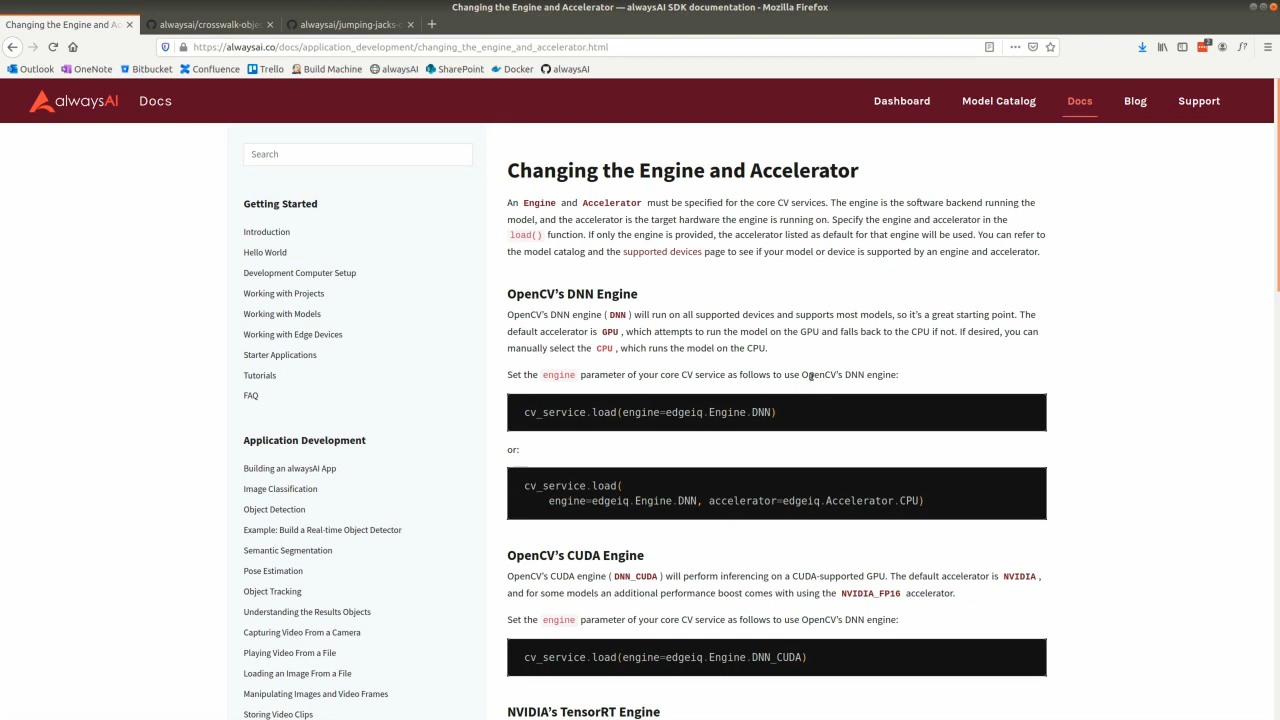 Changing the Engine and Accelerator — alwaysAI SDK documentation - Mozilla Firefox
Changing the Engine and Ac
alwaysai/crosswalk-obje
alwaysai/jumping-jacks-c
https://alwaysai.co/docs/application_development/changing_the_engine_and_accelerator.html
2
Outlook OneNote Bitbucket Confluence Trello Build Machine alwaysAI SharePoint Docker alwaysAI
alwaysAI Docs Dashboard Model Catalog Docs Blog Support
Search
Getting Started
Introduction
Hello World
Development Computer Setup
Working with Projects
Working with Models
Working with Edge Devices
Starter Applications
Tutorials
FAQ
Application Development
Building an alwaysAI App
Image Classification
Object Detection
Example: Build a Real-time Object Detector
Semantic Segmentation
Pose Estimation
Object Tracking
Understanding the Results Objects
Capturing Video From a Camera
Playing Video From a File
Loading an Image From a File
Manipulating Images and Video Frames
Storing Video Clips
Changing the Engine and Accelerator
An Engine and Accelerator must be specified for the core CV services. The engine is the software backend running the
model, and the accelerator is the target hardware the engine is running on. Specify the engine and accelerator in the
load() function. If only the engine is provided, the accelerator listed as default for that engine will be used. You can refer to
the model catalog and the supported devices page to see if your model or device is supported by an engine and accelerator.
OpenCV's DNN Engine
OpenCV's DNN engine ( DNN ) will run on all supported devices and supports most models, so it's a great starting point. The
default accelerator is GPU , which attempts to run the model on the GPU and falls back to the CPU if not. If desired, you can
manually select the CPU , which runs the model on the CPU.
Set the engine parameter of your core CV service as follows to use OpenCV's DNN engine:
cv_service.load(engine=edgeiq.Engine.DNN)
or:
cv_service.load(
engine=edgeiq.Engine.DNN, accelerator=edgeiq.Accelerator.CPU)
OpenCV's CUDA Engine
OpenCV's CUDA engine ( DNN_CUDA ) will perform inferencing on a CUDA-supported GPU. The default accelerator is NVIDIA ,
and for some models an additional performance boost comes with using the NVIDIA_FP16 accelerator.
Set the engine parameter of your core CV service as follows to use OpenCV's DNN engine:
cv_service.load(engine=edgeiq.Engine.DNN_CUDA)
NVIDIA's TensorRT Engine